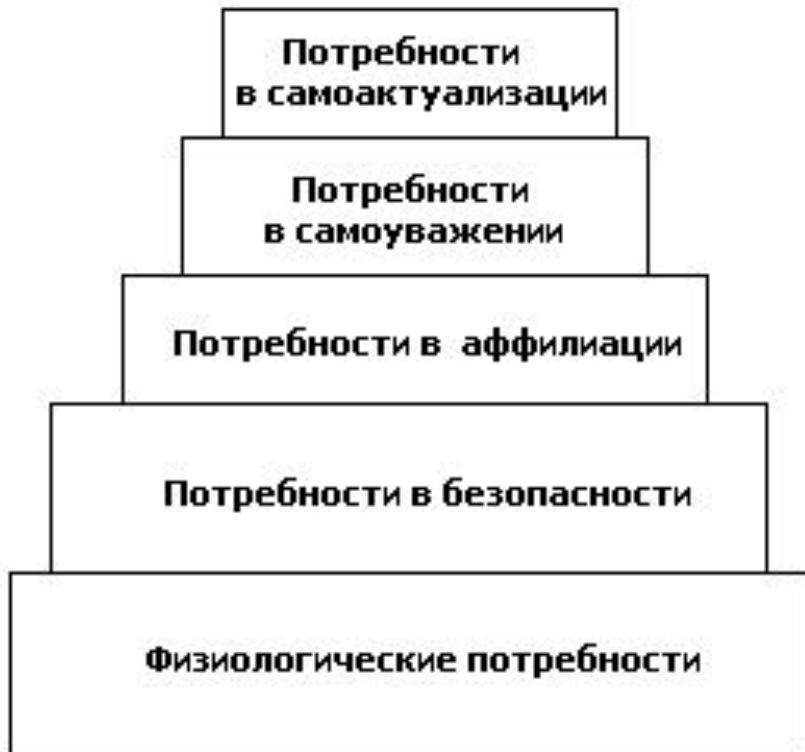 Потребности
в самоактуализации
Потребности
в самоуважении
Потребности в аффилиации
Потребности в безопасности
Физиологические потребности